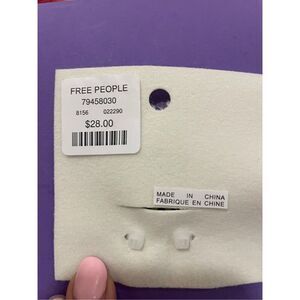 FREE PEOPLE
79458030
8156 022290
$28.00
MADE IN CHINA
FABRIQUE EN CHINE